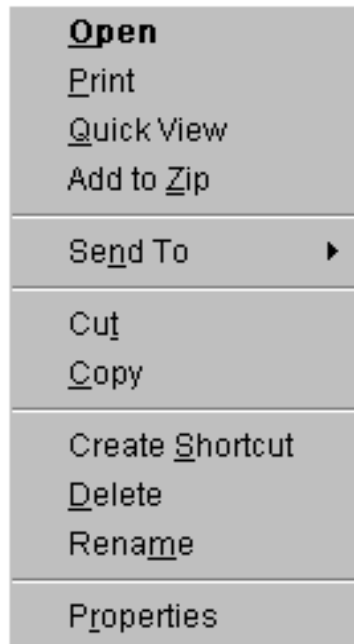 Open
Print
Quick View
Add to Zip
Send To
Cut
Copy
Create Shortcut
Delete
Rename
Properties